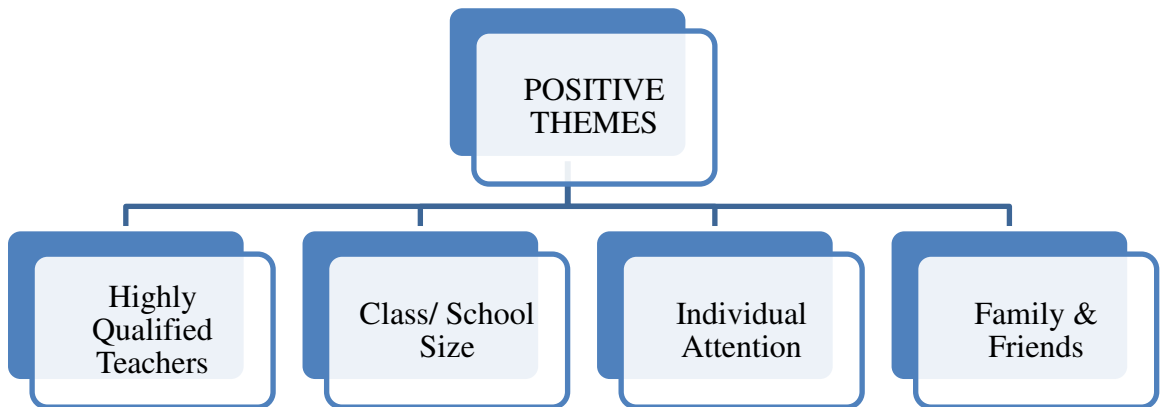 POSITIVE
THEMES
Highly
Qualified
Teachers
Class/ School
Size
Individual
Attention
Family &
Friends